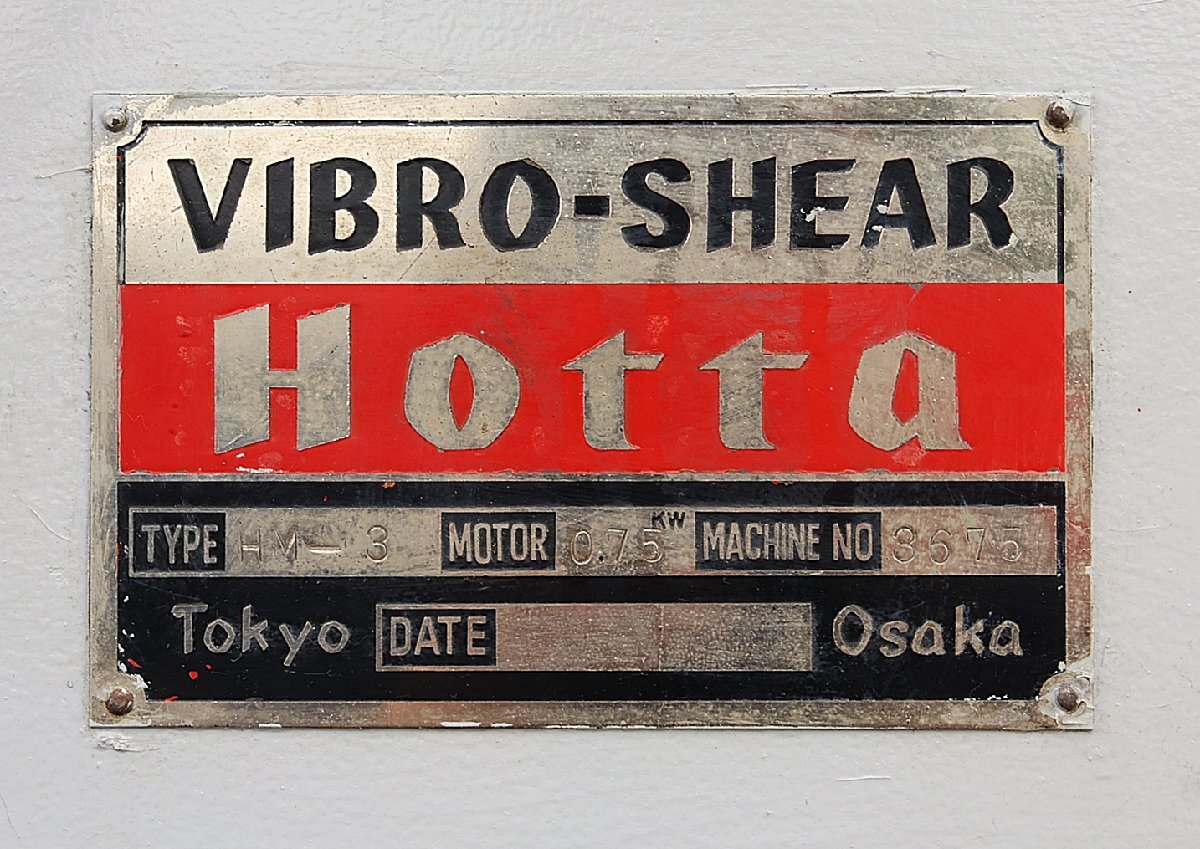 VIBRO-SHEAR
Hotta
TYPE HM-3 MOTOR 0.75 KW MACHINE NO 3675
Tokyo DATE Osaka